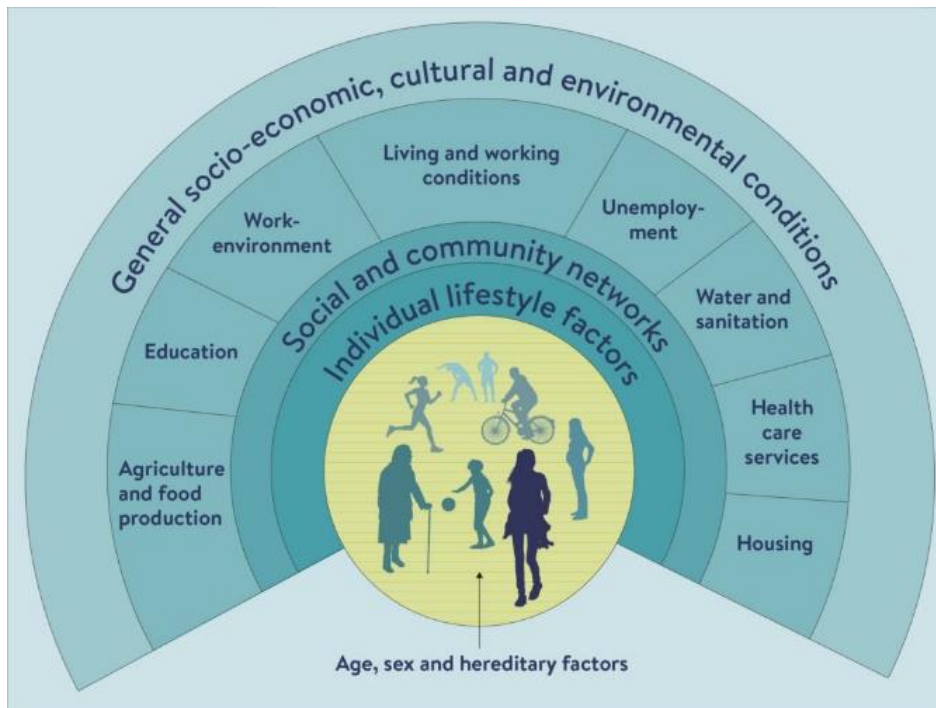 General socio-economic, cultural and environmental conditions
Living and working
conditions
Work-
environment
Unemploy-
ment
Education
Water and
sanitation
Agriculture
and food
production
Health
care
services
Housing
Social and community networks
Individual lifestyle factors
Age, sex and hereditary factors